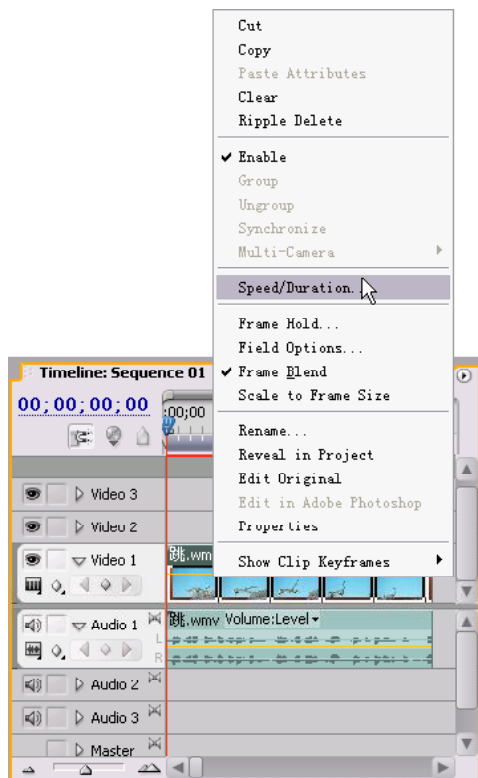 Cut
Copy
Paste Attributes
Clear
Ripple Delete
Enable
Group
Ungroup
Synchronize
Multi-Camera
Speed/Duration.
Frame Hold...
Field Options...
Frame Blend
Scale to Frame Size
Rename...
Reveal in Project
Edit Original
Edit in Adobe Photoshop
Properties
Show Clip Keyframes
Timeline: Sequence 01
00;00;00;00
:00;00
Video 3
Video 2
Video 1
跳.wm
Audio 1
跳.wmv Volume:Level
L
R
Audio 2
Audio 3
Master